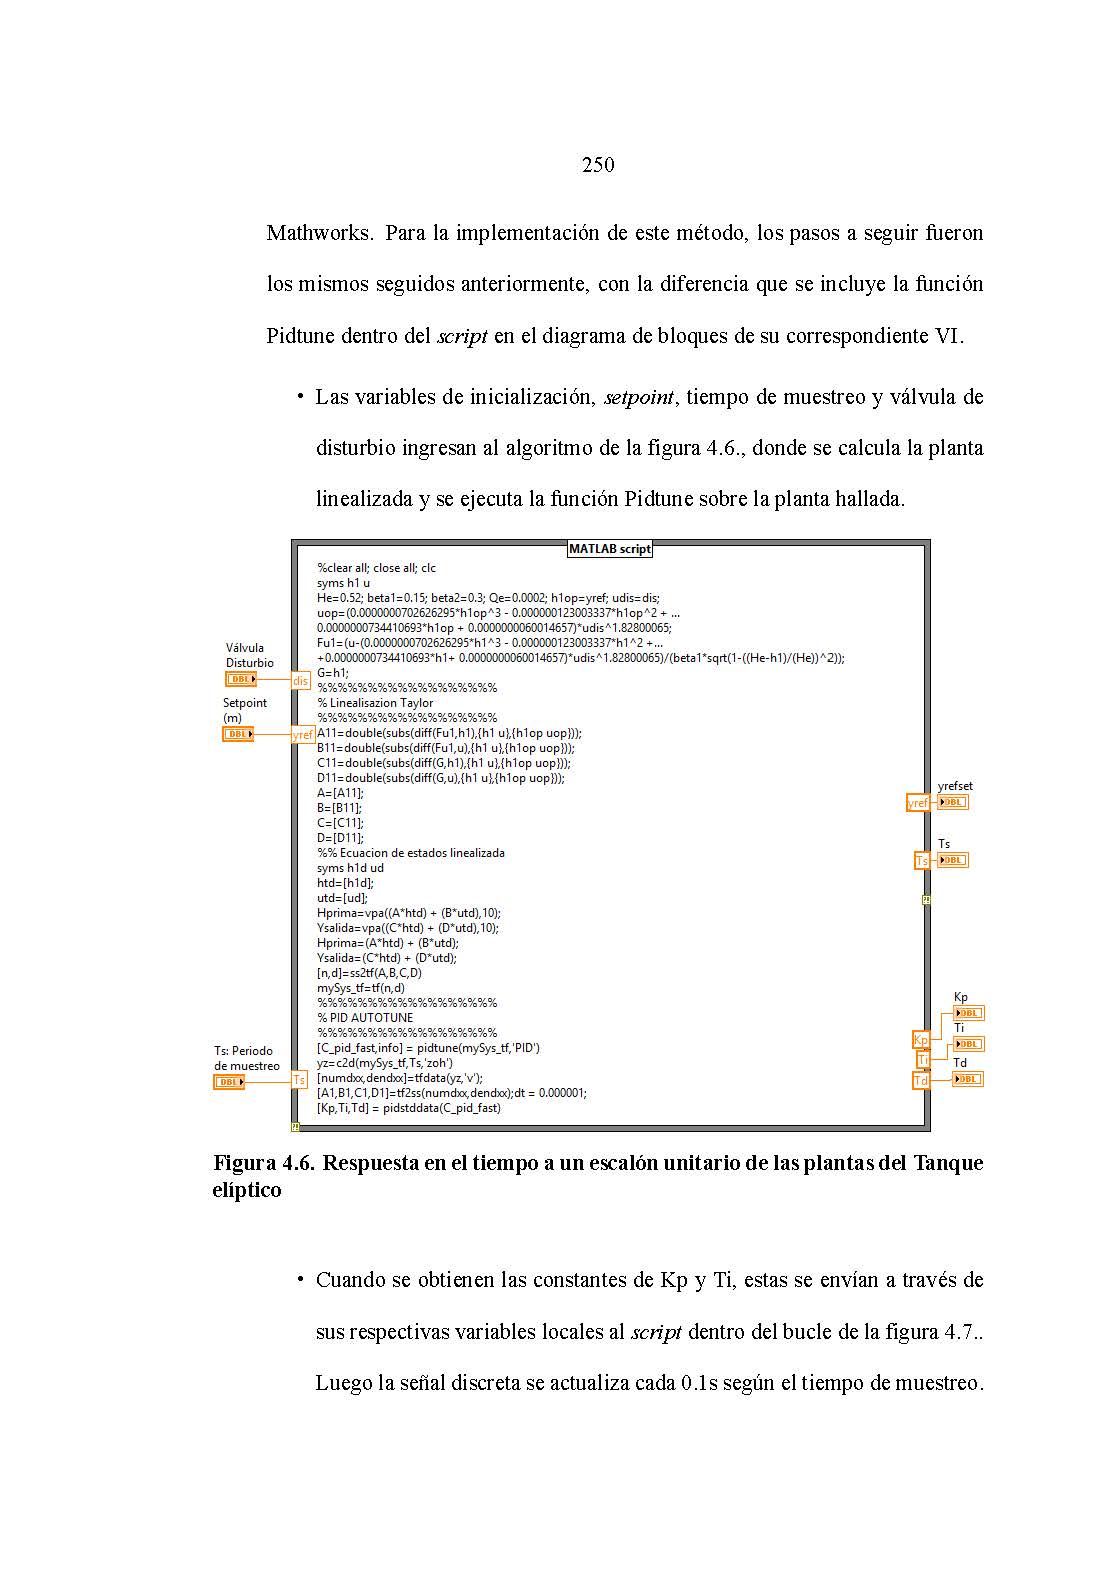 250
Mathworks. Para la implementación de este método, los pasos a seguir fueron
los mismos seguidos anteriormente, con la diferencia que se incluye la función
Pidtune dentro del script en el diagrama de bloques de su correspondiente VI.
• Las variables de inicialización, setpoint, tiempo de muestreo y válvula de
disturbio ingresan al algoritmo de la figura 4.6., donde se calcula la planta
linealizada y se ejecuta la función Pidtune sobre la planta hallada.
MATLAB script
%clear all; close all; clc
syms h1 u
He=0.52; beta1=0.15; beta2=0.3; Qe=0.0002; h1op=yref; udis=dis;
uop=(0.0000000702626295*h1op^3 - 0.000000123003337*h1op^2 + ...
0.0000000734410693*h1op + 0.0000000060014657)*udis^1.82800065;
Fu1=(u-(0.0000000702626295*h1^3 - 0.000000123003337*h1^2 +...
+0.0000000734410693*h1+ 0.0000000060014657)*udis^1.82800065)/(beta1*sqrt(1-((He-h1)/(He))^2));
G=h1;
%%%%%%%%%%%%%%%%%%
% Linealisazion Taylor
%%%%%%%%%%%%%%%%%%
A11=double(subs(diff(Fu1,h1),{h1 u},{h1op uop}));
B11=double(subs(diff(Fu1,u),{h1 u},{h1op uop}));
C11=double(subs(diff(G,h1),{h1 u},{h1op uop}));
D11=double(subs(diff(G,u),{h1 u},{h1op uop}));
A=[A11];
B=[B11];
C=[C11];
D=[D11];
%% Ecuacion de estados linealizada
syms h1d ud
htd=[h1d];
utd=[ud];
Hprima=vpa((A*htd) + (B*utd),10);
Ysalida=vpa((C*htd) + (D*utd),10);
Hprima=(A*htd) + (B*utd);
Ysalida=(C*htd) + (D*utd);
[n,d]=ss2tf(A,B,C,D)
mySys_tf=tf(n,d)
%%%%%%%%%%%%%%%%%%
% PID AUTOTUNE
%%%%%%%%%%%%%%%%%%
[C_pid_fast,info] = pidtune(mySys_tf,'PID')
yz=c2d(mySys_tf,Ts,'zoh')
[numdxx,dendxx]=tfdata(yz,'v');
[A1,B1,C1,D1]=tf2ss(numdxx,dendxx);dt = 0.000001;
[Kp,Ti,Td] = pidstddata(C_pid_fast)
Válvula
Disturbio
DBL
dis
Setpoint
(m)
DBL
yref
Ts: Periodo
de muestreo
DBL
Ts
yrefset
yref
DBL
Ts
Ts
DBL
Kp
DBL
Ti
Kp
DBL
Ti
Td
Td
DBL
Figura 4.6. Respuesta en el tiempo a un escalón unitario de las plantas del Tanque
elíptico
• Cuando se obtienen las constantes de Kp y Ti, estas se envían a través de
sus respectivas variables locales al script dentro del bucle de la figura 4.7..
Luego la señal discreta se actualiza cada 0.1s según el tiempo de muestreo.